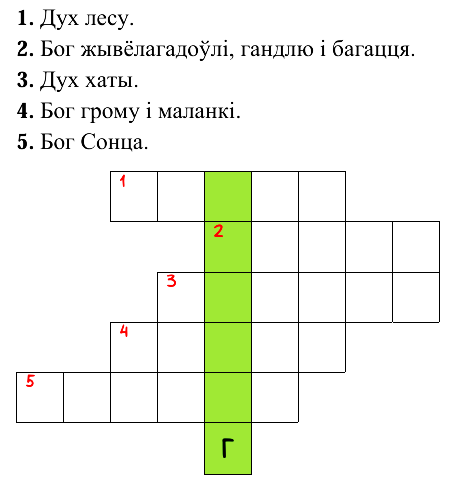 1. Дух лесу.
2. Бог жывёлагадоўлі, гандлю і багацця.
3. Дух хаты.
4. Бог грому і маланкі.
5. Бог Сонца.
1
2
3
4
5
Г